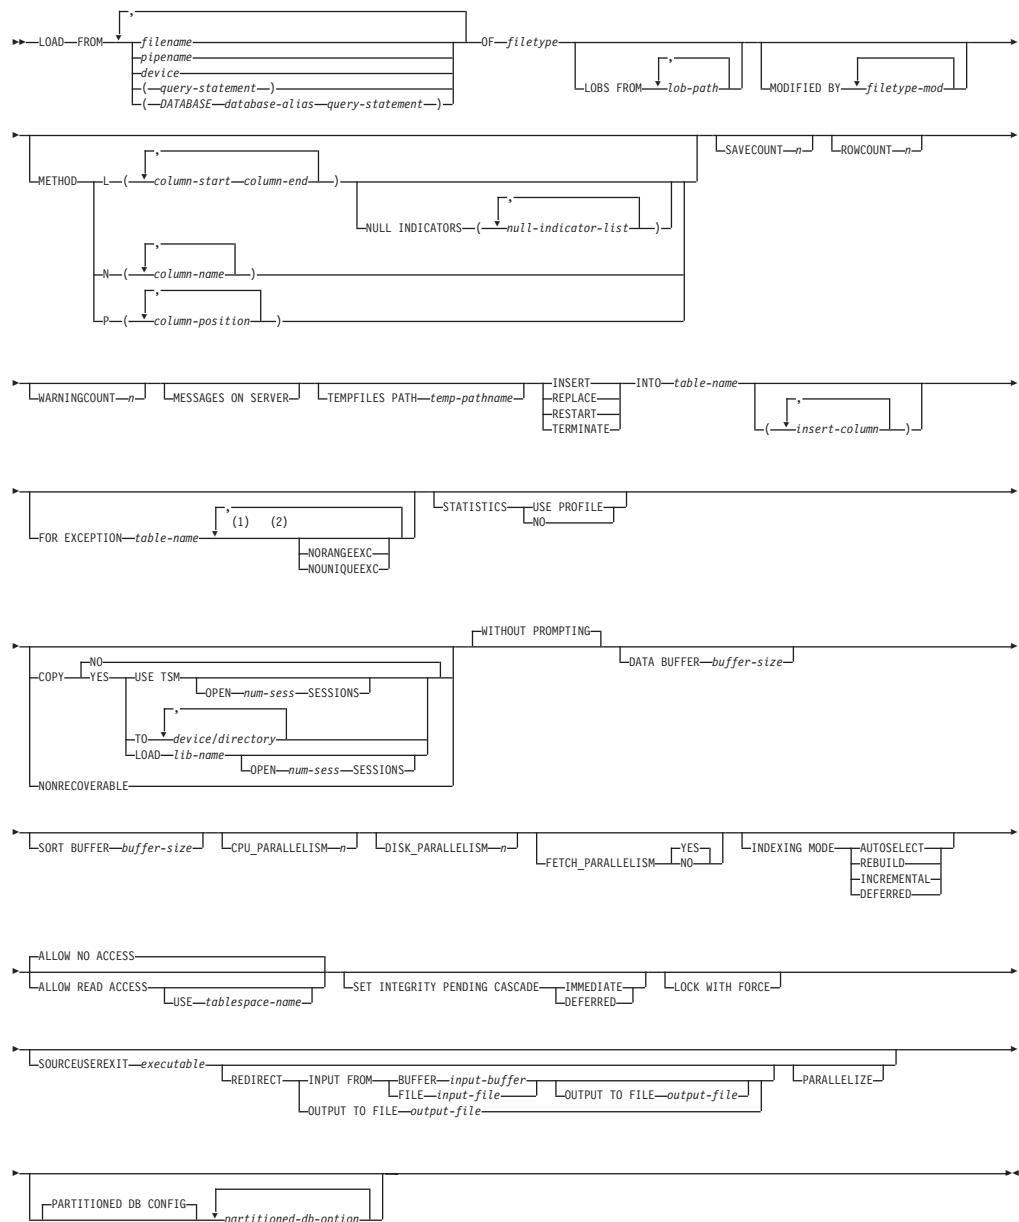 ,
LOAD FROM filename OF filetype
pipename
device
( query-statement )
( DATABASE database-alias query-statement )
,
LOBS FROM lob-path
MODIFIED BY filetype-mod
METHOD L ( column-start column-end )
,
NULL INDICATORS ( null-indicator-list )
,
N ( column-name )
,
P ( column-position )
,
SAVECOUNT n
ROWCOUNT n
WARNINGCOUNT n
MESSAGES ON SERVER
TEMPFILES PATH temp-pathname
INSERT
REPLACE
RESTART
TERMINATE
INTO table-name
,
( insert-column )
,
(1) (2)
FOR EXCEPTION table-name
NORANGEEXC
NOUNIQUEEXC
STATISTICS USE PROFILE
NO
NO
COPY YES USE TSM
OPEN num-sess SESSIONS
,
TO device/directory
LOAD lib-name
OPEN num-sess SESSIONS
NONRECOVERABLE
WITHOUT PROMPTING
DATA BUFFER buffer-size
SORT BUFFER buffer-size
CPU_PARALLELISM n
DISK_PARALLELISM n
YES
FETCH_PARALLELISM NO
INDEXING MODE AUTOSELECT
REBUILD
INCREMENTAL
DEFERRED
ALLOW NO ACCESS
ALLOW READ ACCESS
USE tablespace-name
SET INTEGRITY PENDING CASCADE IMMEDIATE
DEFERRED
LOCK WITH FORCE
SOURCEUSEREXIT executable
REDIRECT INPUT FROM BUFFER input-buffer
FILE input-file
OUTPUT TO FILE output-file
OUTPUT TO FILE output-file
PARALLELIZE
PARTITIONED DB CONFIG
partitioned-db-option